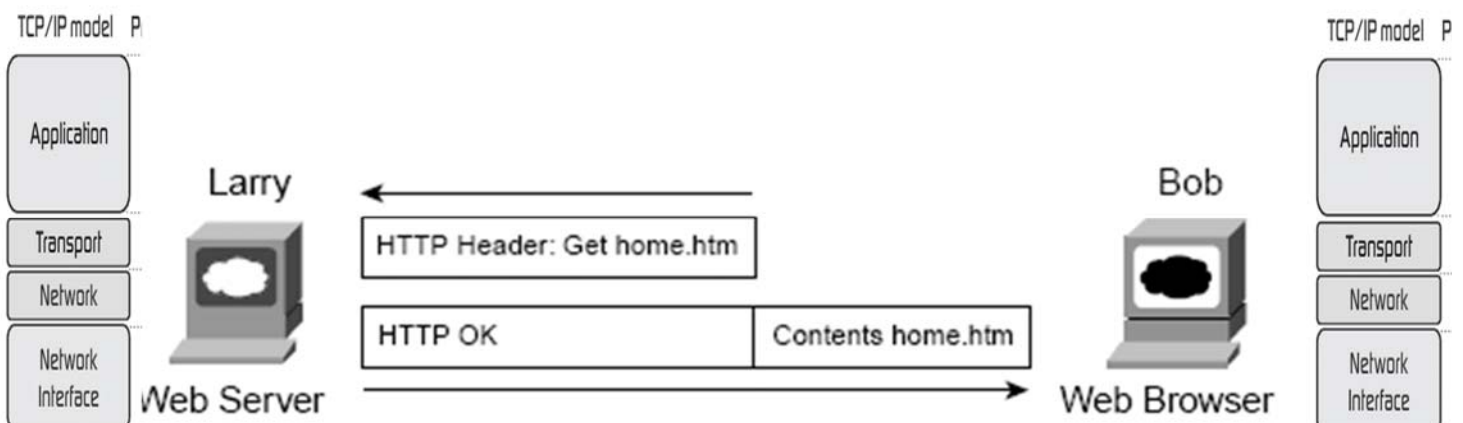 TCP/IP model P
Application
Transport
Network
Network
Interface
Larry
Web Server
HTTP Header: Get home.htm
HTTP OK Contents home.htm
Bob
Web Browser
TCP/IP model P
Application
Transport
Network
Network
Interface